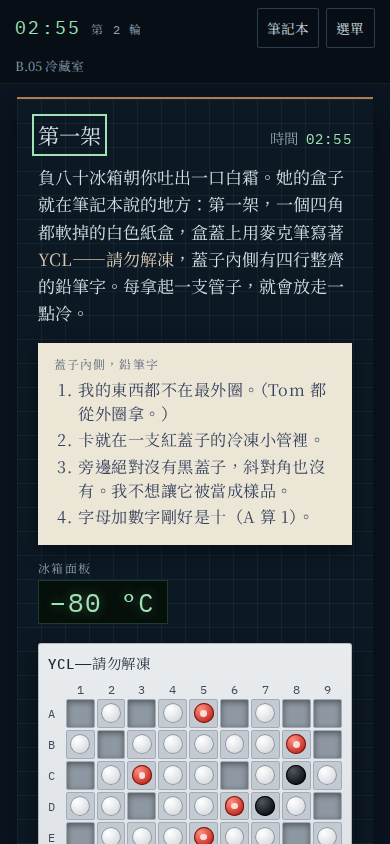 02:55 第 2 輪 筆記本 選單
B.05 冷藏室
第一架 時間 02:55
負八十冰箱朝你吐出一口白霜。她的盒子
就在筆記本說的地方：第一架，一個四角
都軟掉的白色紙盒，盒蓋上用麥克筆寫著
YCL——請勿解凍，蓋子內側有四行整齊
的鉛筆字。每拿起一支管子，就會放走一
點冷。
蓋子內側，鉛筆字
1. 我的東西都不在最外圈。（Tom 都
從外圈拿。）
2. 卡就在一支紅蓋子的冷凍小管裡。
3. 旁邊絕對沒有黑蓋子，斜對角也沒
有。我不想讓它被當成樣品。
4. 字母加數字剛好是十（A 算 1）。
冰箱面板
−80 °C
YCL—請勿解凍
1 2 3 4 5 6 7 8 9
A
B
C
D
E